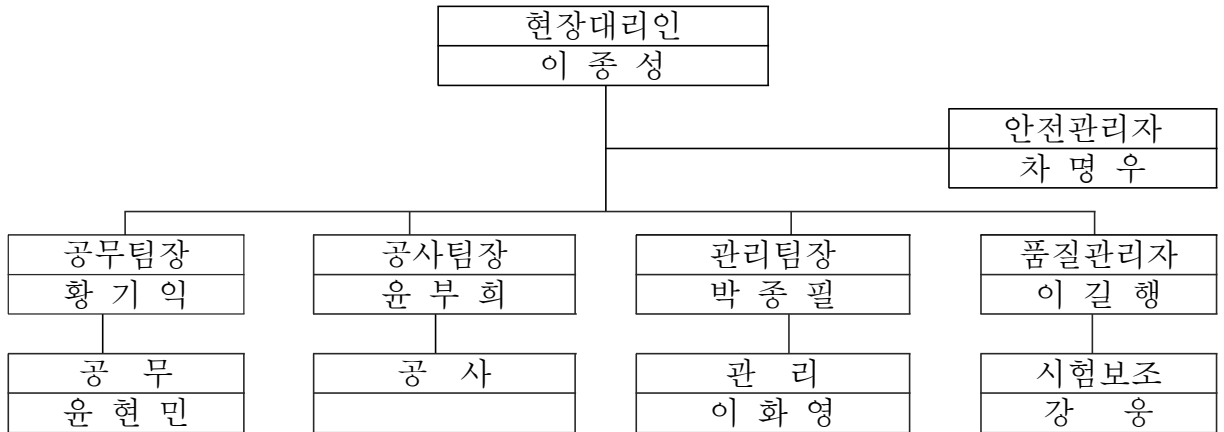 현장대리인
이 종 성
안전관리자
차 명 우
공무팀장 공사팀장 관리팀장 품질관리자
황 기 익 윤 부 희 박 종 필 이 길 행
공 무 공 사 관 리 시험보조
윤 현 민 이 화 영 강 웅